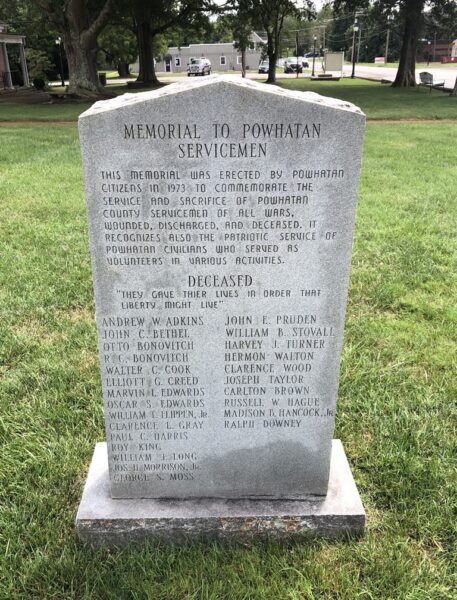 MEMORIAL TO POWHATAN
SERVICEMEN
THIS MEMORIAL WAS ERECTED BY POWHATAN
CITIZENS IN 1973 TO COMMEMORATE THE
SERVICE AND SACRIFICE OF POWHATAN
COUNTY SERVICEMEN OF ALL WARS,
WOUNDED, DISCHARGED, AND DECEASED. IT
RECOGNIZES ALSO THE PATRIOTIC SERVICE OF
POWHATAN CIVILIANS WHO SERVED AS
VOLUNTEERS IN VARIOUS ACTIVITIES.
DECEASED
"THEY GAVE THIER LIVES IN ORDER THAT
LIBERTY MIGHT LIVE"
ANDREW W. ADKINS
JOHN C. BETHEL
OTTO BONOVITCH
R. C. BONOVITCH
WALTER C. COOK
ELLIOTT G. CREED
MARVIN I. EDWARDS
OSCAR S. EDWARDS
WILLIAM T. FLIPPEN, Jr.
CLARENCE L. GRAY
PAUL C. HARRIS
ROY KING
WILLIAM J. LONG
JOS. H. MORRISON, Jr.
GEORGE S. MOSS
JOHN E. PRUDEN
WILLIAM B. STOVALL
HARVEY J. TURNER
HERMON WALTON
CLARENCE WOOD
JOSEPH TAYLOR
CARLTON BROWN
RUSSELL W. HAGUE
MADISON B. HANCOCK, Jr.
RALPH DOWNEY